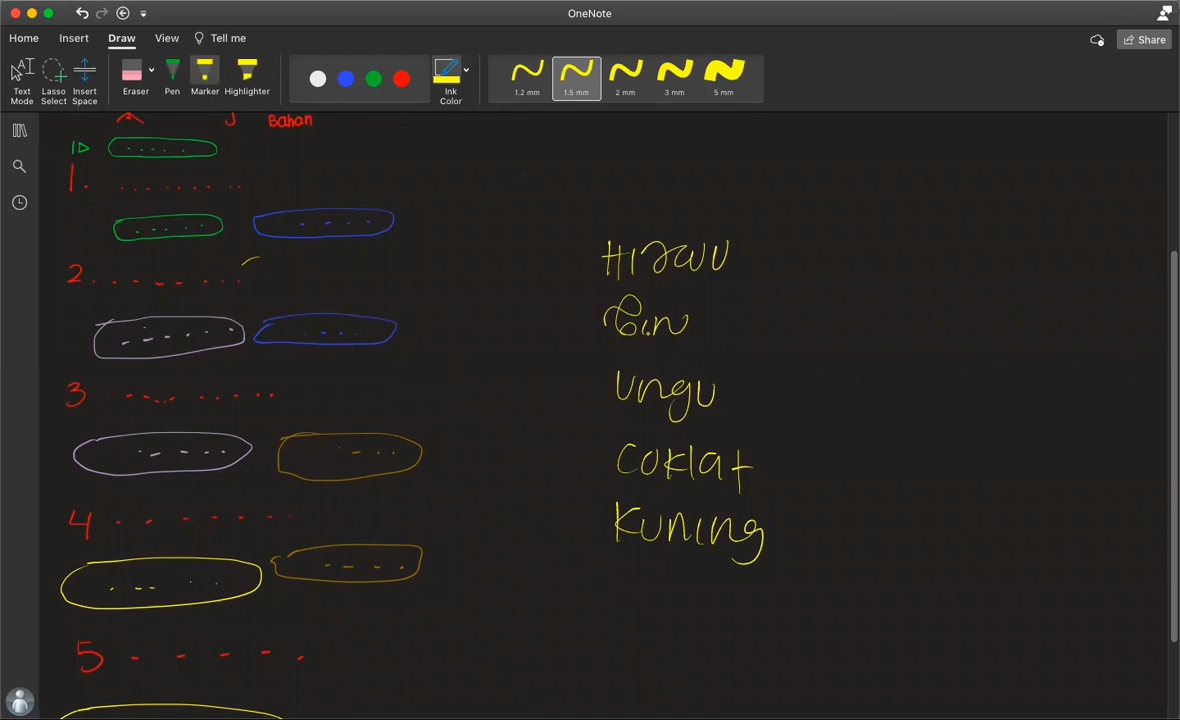 OneNote
Home Insert Draw View Tell me
Share
Text Mode
Lasso Select
Insert Space
Eraser
Pen
Marker
Highlighter
Ink Color
1.2 mm
1.5 mm
2 mm
3 mm
5 mm
Bahan
1.
2.
3
4
5
Hijau
Biru
Ungu
Coklat
Kuning